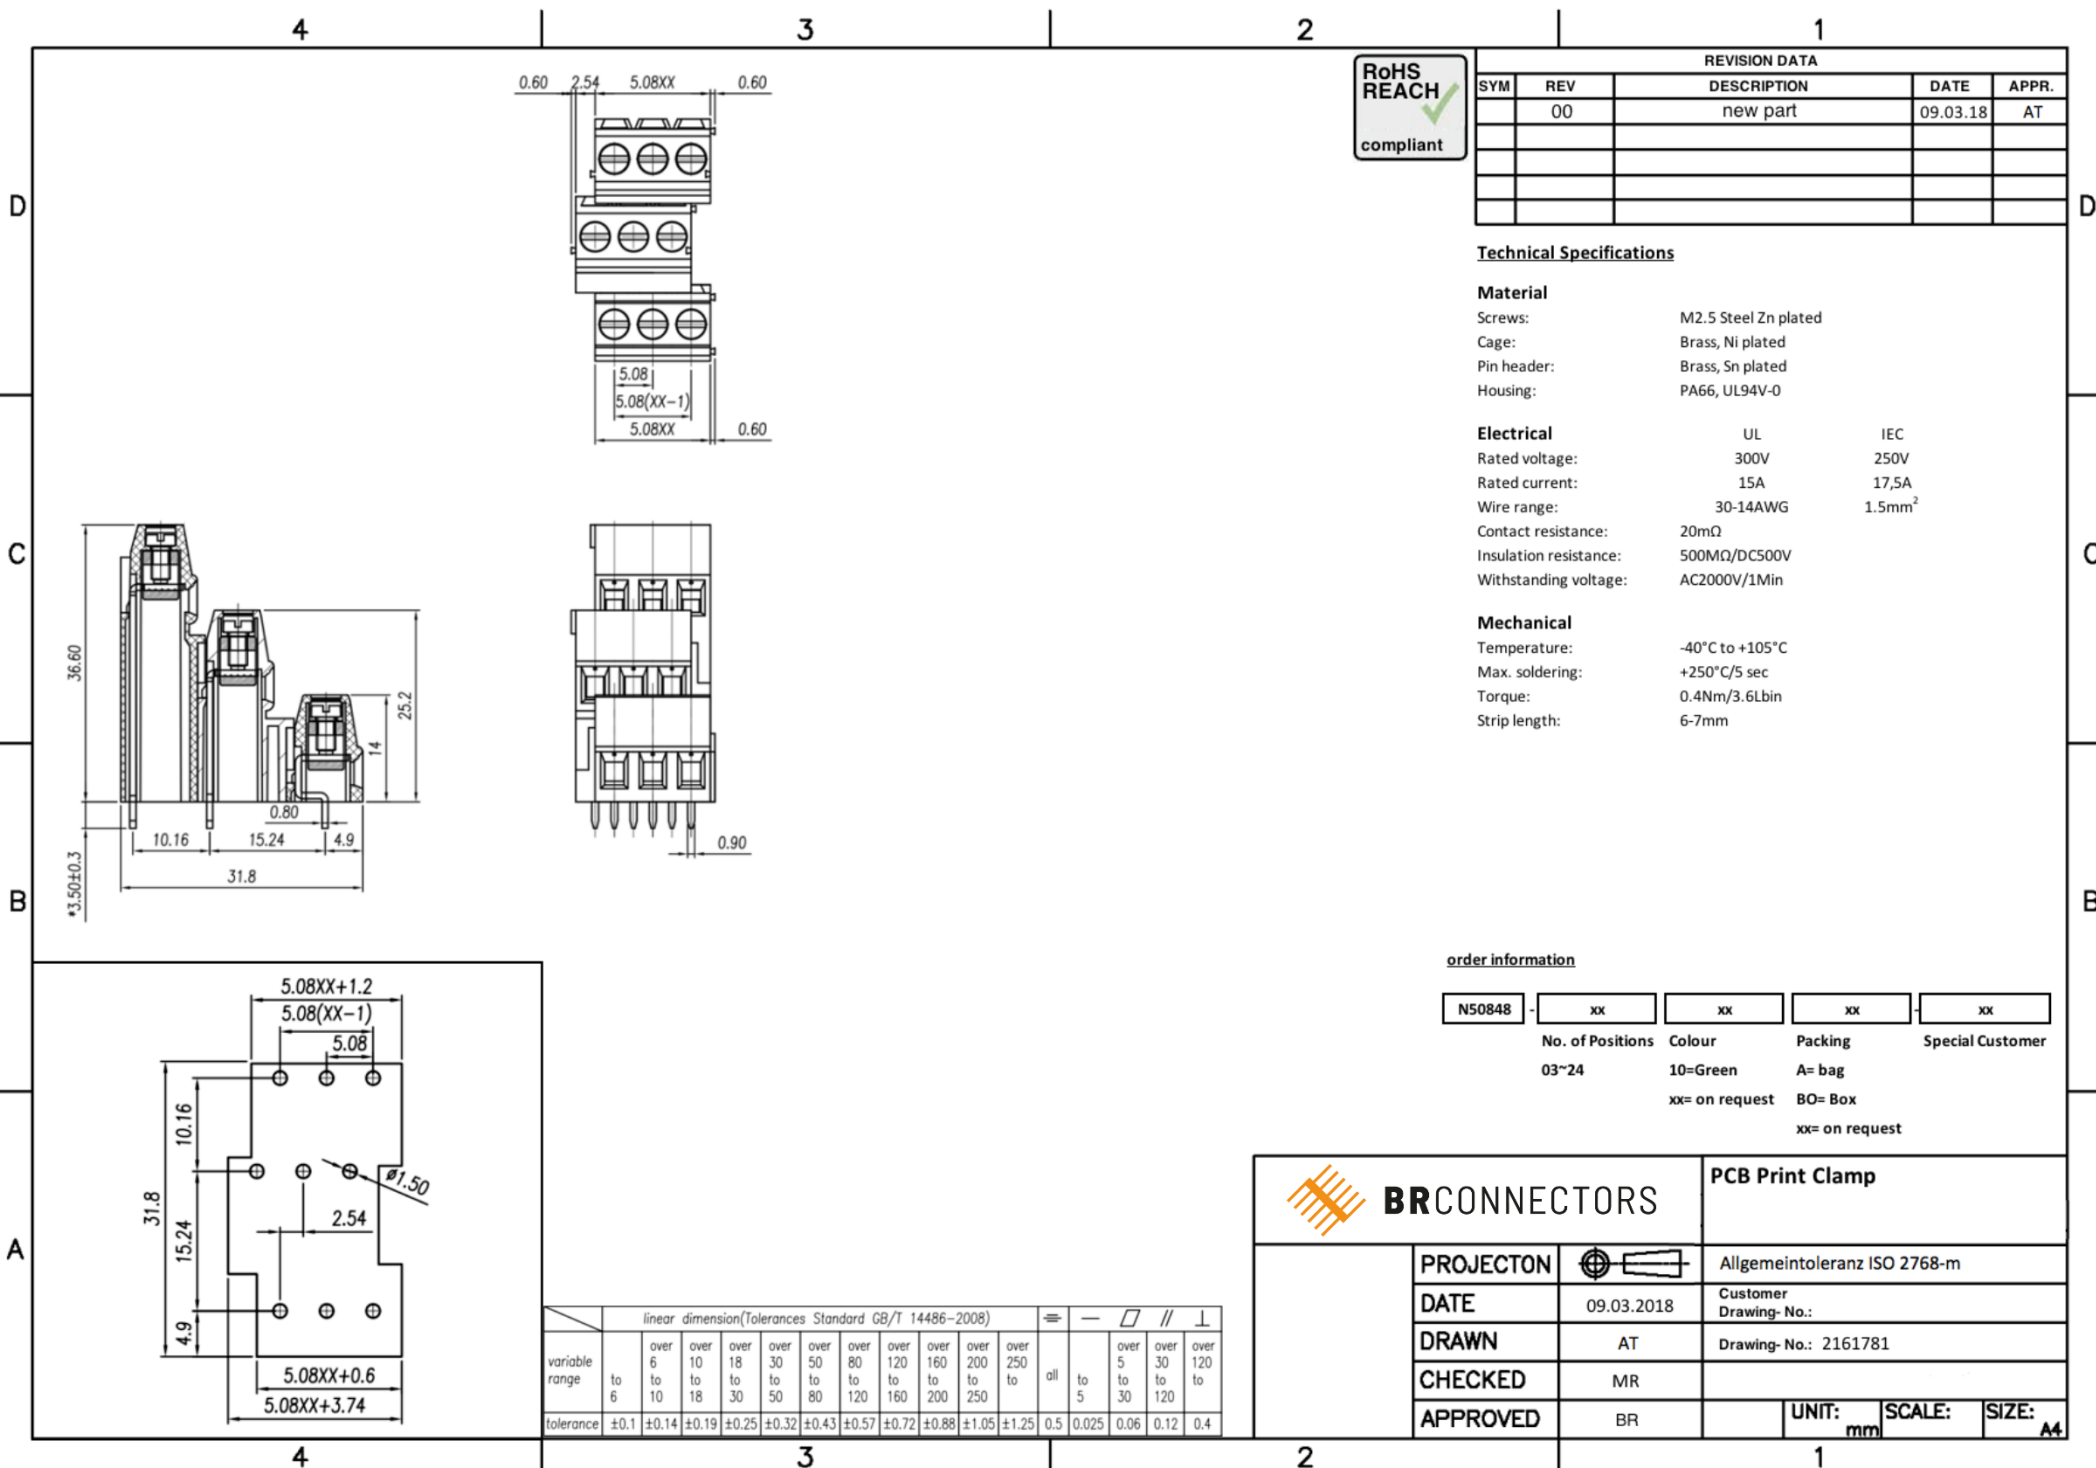 4 3 2 1
RoHS
REACH
compliant
REVISION DATA
SYM REV DESCRIPTION DATE APPR.
00 new part 09.03.18 AT
D D
Technical Specifications
Material
Screws: M2.5 Steel Zn plated
Cage: Brass, Ni plated
Pin header: Brass, Sn plated
Housing: PA66, UL94V-0
Electrical UL IEC
Rated voltage: 300V 250V
Rated current: 15A 17,5A
Wire range: 30-14AWG 1.5mm²
Contact resistance: 20mΩ
Insulation resistance: 500MΩ/DC500V
Withstanding voltage: AC2000V/1Min
Mechanical
Temperature: -40°C to +105°C
Max. soldering: +250°C/5 sec
Torque: 0.4Nm/3.6Lbin
Strip length: 6-7mm
0.60 2.54 5.08XX 0.60
5.08
5.08(XX-1)
5.08XX 0.60
C C
36.60
25.2
14
0.80
10.16 15.24 4.9
31.8
*3.50±0.3
0.90
B B
order information
N50848 - xx xx xx - xx
No. of Positions Colour Packing Special Customer
03~24 10=Green A= bag
xx= on request BO= Box
xx= on request
5.08XX+1.2
5.08(XX-1)
5.08
10.16
ø1.50
31.8
2.54
15.24
4.9
5.08XX+0.6
5.08XX+3.74
A
linear dimension(Tolerances Standard GB/T 14486-2008) ⌯ — ▱ // ⊥
variable range to 6 over 6 to 10 over 10 to 18 over 18 to 30 over 30 to 50 over 50 to 80 over 80 to 120 over 120 to 160 over 160 to 200 over 200 to 250 over 250 to all to 5 over 5 to 30 over 30 to 120 over 120 to
tolerance ±0.1 ±0.14 ±0.19 ±0.25 ±0.32 ±0.43 ±0.57 ±0.72 ±0.88 ±1.05 ±1.25 0.5 0.025 0.06 0.12 0.4
BRCONNECTORS
PCB Print Clamp
PROJECTON Allgemeintoleranz ISO 2768-m
DATE 09.03.2018 Customer
Drawing- No.:
DRAWN AT Drawing- No.: 2161781
CHECKED MR
APPROVED BR UNIT: mm SCALE: SIZE: A4
4 3 2 1